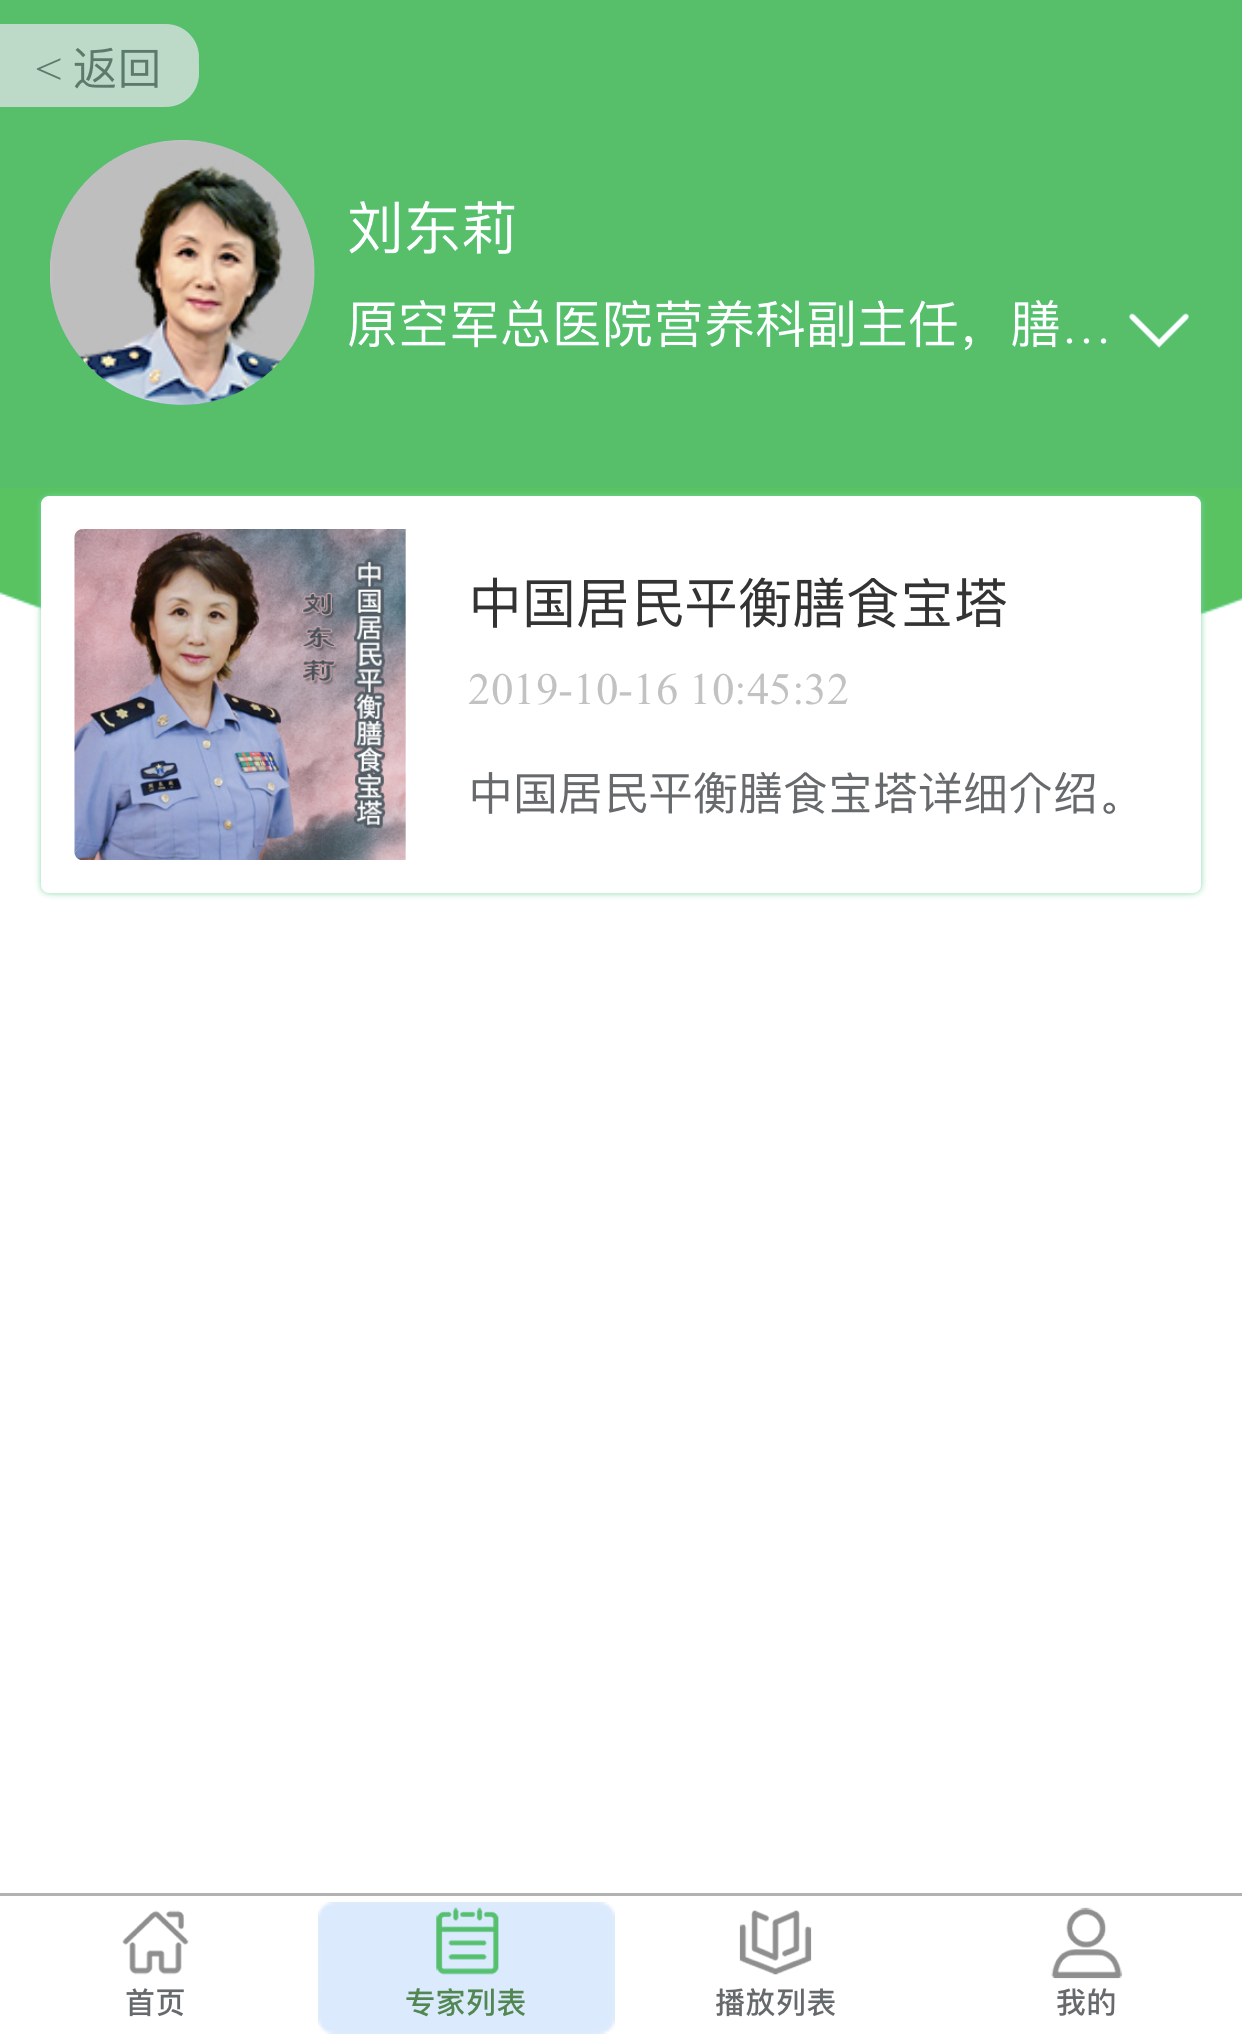 < 返回
刘东莉
原空军总医院营养科副主任，膳...
刘东莉
中国居民平衡膳食宝塔
中国居民平衡膳食宝塔
2019-10-16 10:45:32
中国居民平衡膳食宝塔详细介绍。
首页
专家列表
播放列表
我的